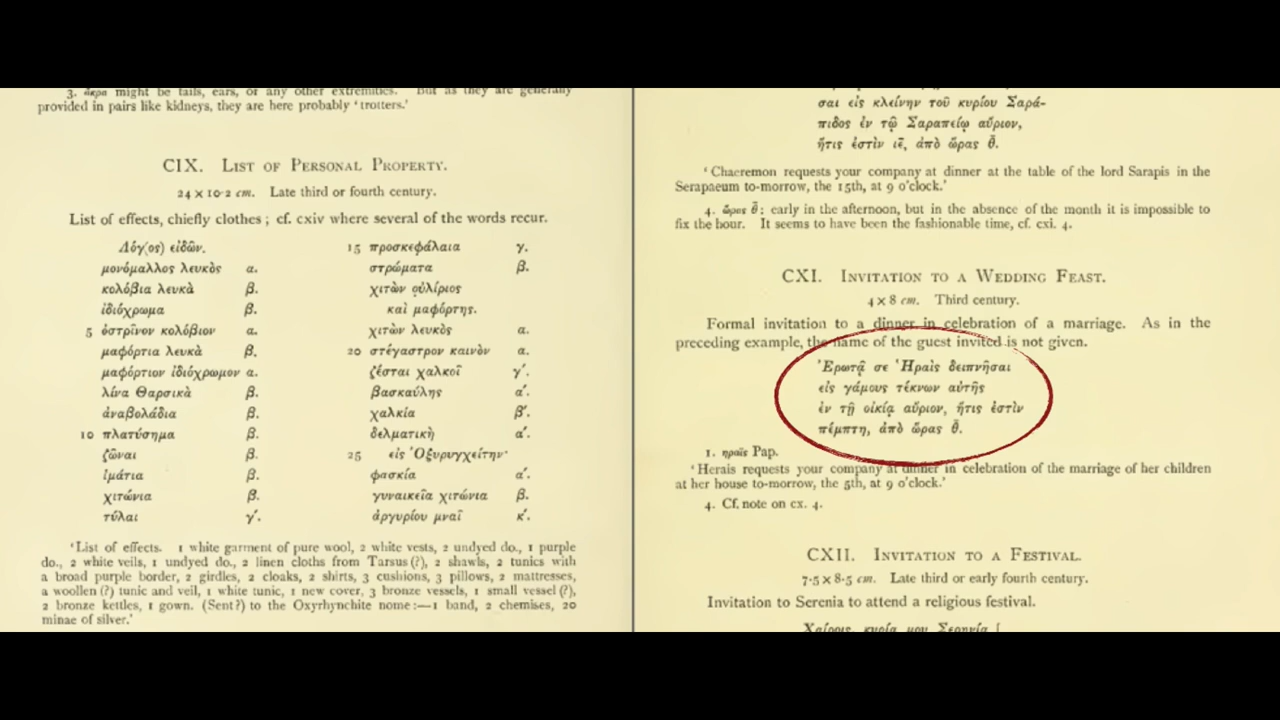 3. ἄκρα might be tails, ears, or any other extremities. But as they are generally
provided in pairs like kidneys, they are here probably ‘trotters.’
CIX. List of Personal Property.
24 × 10·2 cm. Late third or fourth century.
List of effects, chiefly clothes ; cf. cxiv where several of the words recur.
Λόγ(ος) εἰδῶν.
μονόμαλλος λευκὸς α.
κολόβια λευκὰ β.
ἰδιόχρωμα β.
5 ὀστρῖνον κολόβιον α.
μαφόρτια λευκὰ β.
μαφόρτιον ἰδιόχρωμον α.
λίνα Θαρσικὰ β.
ἀναβολάδια β.
10 πλατύσημα β.
ζῶναι β.
ἱμάτια β.
χιτώνια β.
τύλαι γ΄.
15 προσκεφάλαια γ.
στρώματα β.
χιτὼν οὐλίριος
καὶ μαφόρτης.
χιτὼν λευκὸς α.
20 στέγαστρον καινὸν α.
ξέσται χαλκοῖ γ΄.
βασκαύλης α΄.
χαλκία β΄.
δελματικὴ α΄.
25 εἰς Ὀξυρυγχείτην·
φασκία α΄.
γυναικεῖα χιτώνια β.
ἀργυρίου μναῖ κ΄.
‘List of effects. 1 white garment of pure wool, 2 white vests, 2 undyed do., 1 purple
do., 2 white veils, 1 undyed do., 2 linen cloths from Tarsus (?), 2 shawls, 2 tunics with
a broad purple border, 2 girdles, 2 cloaks, 2 shirts, 3 cushions, 3 pillows, 2 mattresses,
a woollen (?) tunic and veil, 1 white tunic, 1 new cover, 3 bronze vessels, 1 small vessel (?),
2 bronze kettles, 1 gown. (Sent?) to the Oxyrhynchite nome :—1 band, 2 chemises, 20
minae of silver.’
σαι εἰς κλείνην τοῦ κυρίου Σαρά-
πιδος ἐν τῷ Σαραπείῳ αὔριον,
ἥτις ἐστὶν ιε̄, ἀπὸ ὥρας θ̄.
‘Chaeremon requests your company at dinner at the table of the lord Sarapis in the
Serapaeum to-morrow, the 15th, at 9 o’clock.’
4. ὥρας θ̄ ; early in the afternoon, but in the absence of the month it is impossible to
fix the hour. It seems to have been the fashionable time, cf. cxi. 4.
CXI. Invitation to a Wedding Feast.
4 × 8 cm. Third century.
Formal invitation to a dinner in celebration of a marriage. As in the
preceding example, the name of the guest invited is not given.
Ἐρωτᾷ σε Ἡραὶς δειπνῆσαι
εἰς γάμους τέκνων αὐτῆς
ἐν τῇ οἰκίᾳ αὔριον, ἥτις ἐστὶν
πέμπτη, ἀπὸ ὥρας θ̄.
1. ηραϊς Pap.
‘Herais requests your company at dinner in celebration of the marriage of her children
at her house to-morrow, the 5th, at 9 o’clock.’
4. Cf. note on cx. 4.
CXII. Invitation to a Festival.
7·5 × 8·5 cm. Late third or early fourth century.
Invitation to Serenia to attend a religious festival.
Χαίροις, κυρία μου Σερηνία [